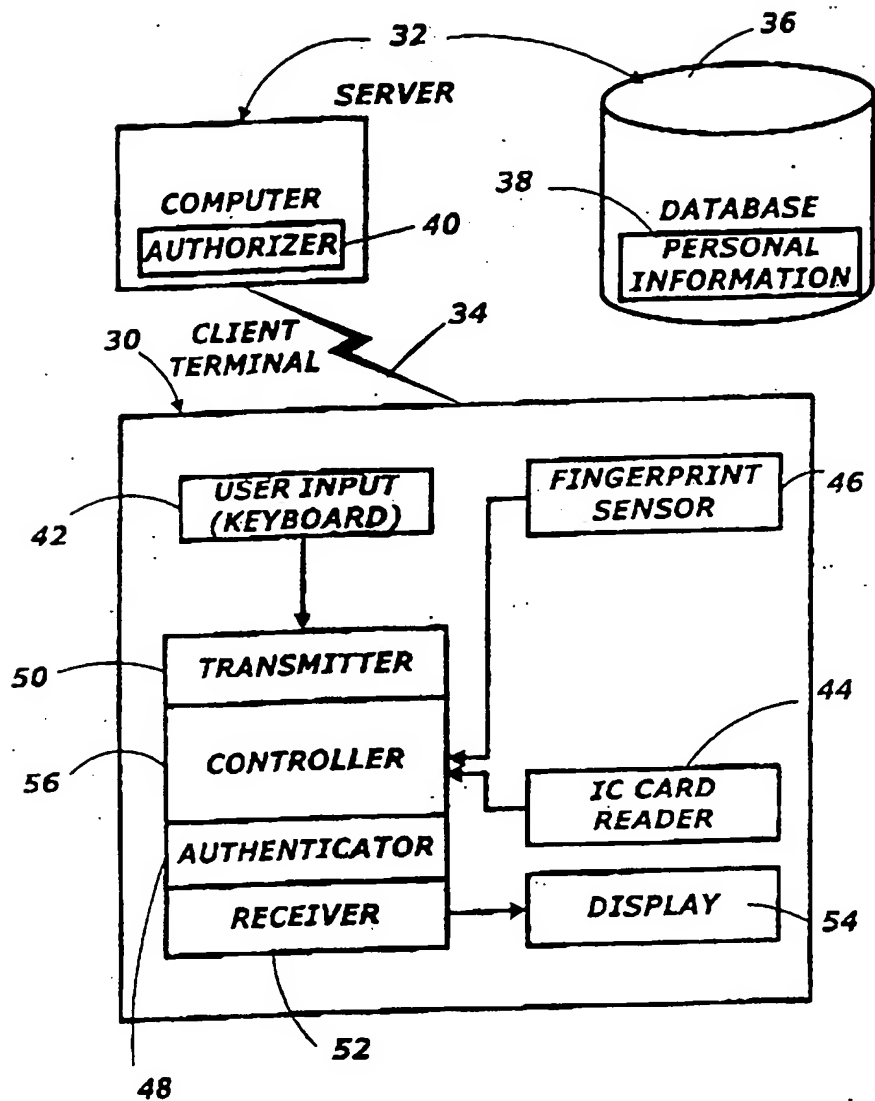 32
36
SERVER
COMPUTER
AUTHORIZER
40
38
DATABASE
PERSONAL
INFORMATION
30
CLIENT
TERMINAL
34
USER INPUT
(KEYBOARD)
42
FINGERPRINT
SENSOR
46
50
TRANSMITTER
44
56
CONTROLLER
IC CARD
READER
AUTHENTICATOR
RECEIVER
DISPLAY
54
52
48